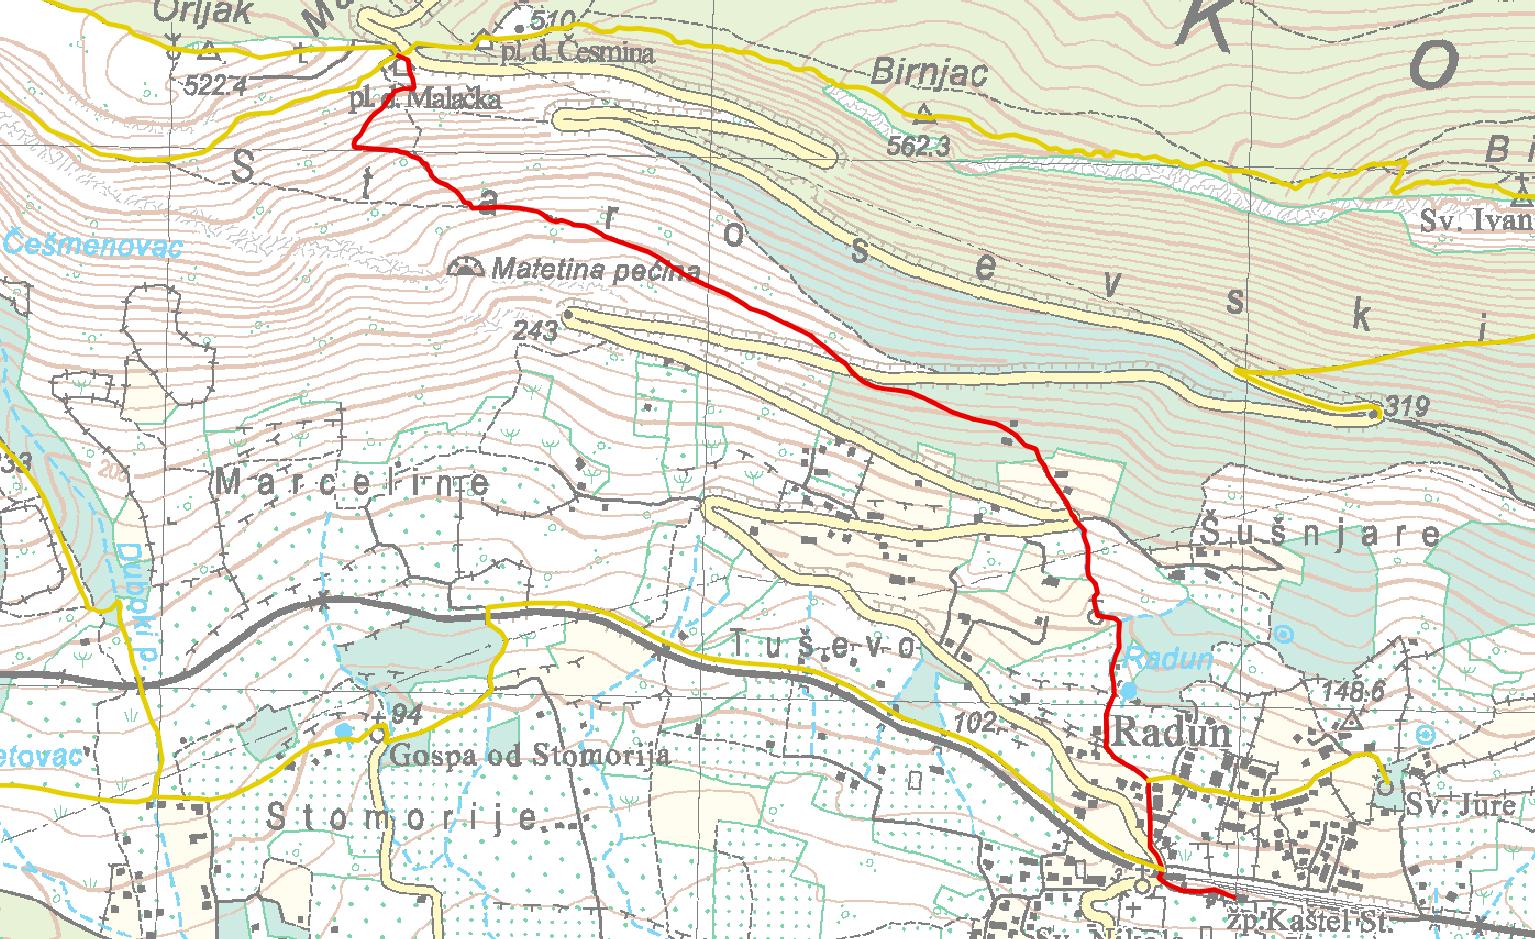 Orljak
510
pl. d. Česmina
K
O
Birnjac
522.4
pl. d. Malačka
562.3
B
S t a r o s e v s k i
Sv. Ivan
Češmenovac
Matetina pećina
243
319
33
Marceline
Šušnjare
Tuševo
Radun
148.6
94
102
Radun
Gospa od Stomorija
Stomorije
Sv. Jure
žp.Kaštel St.